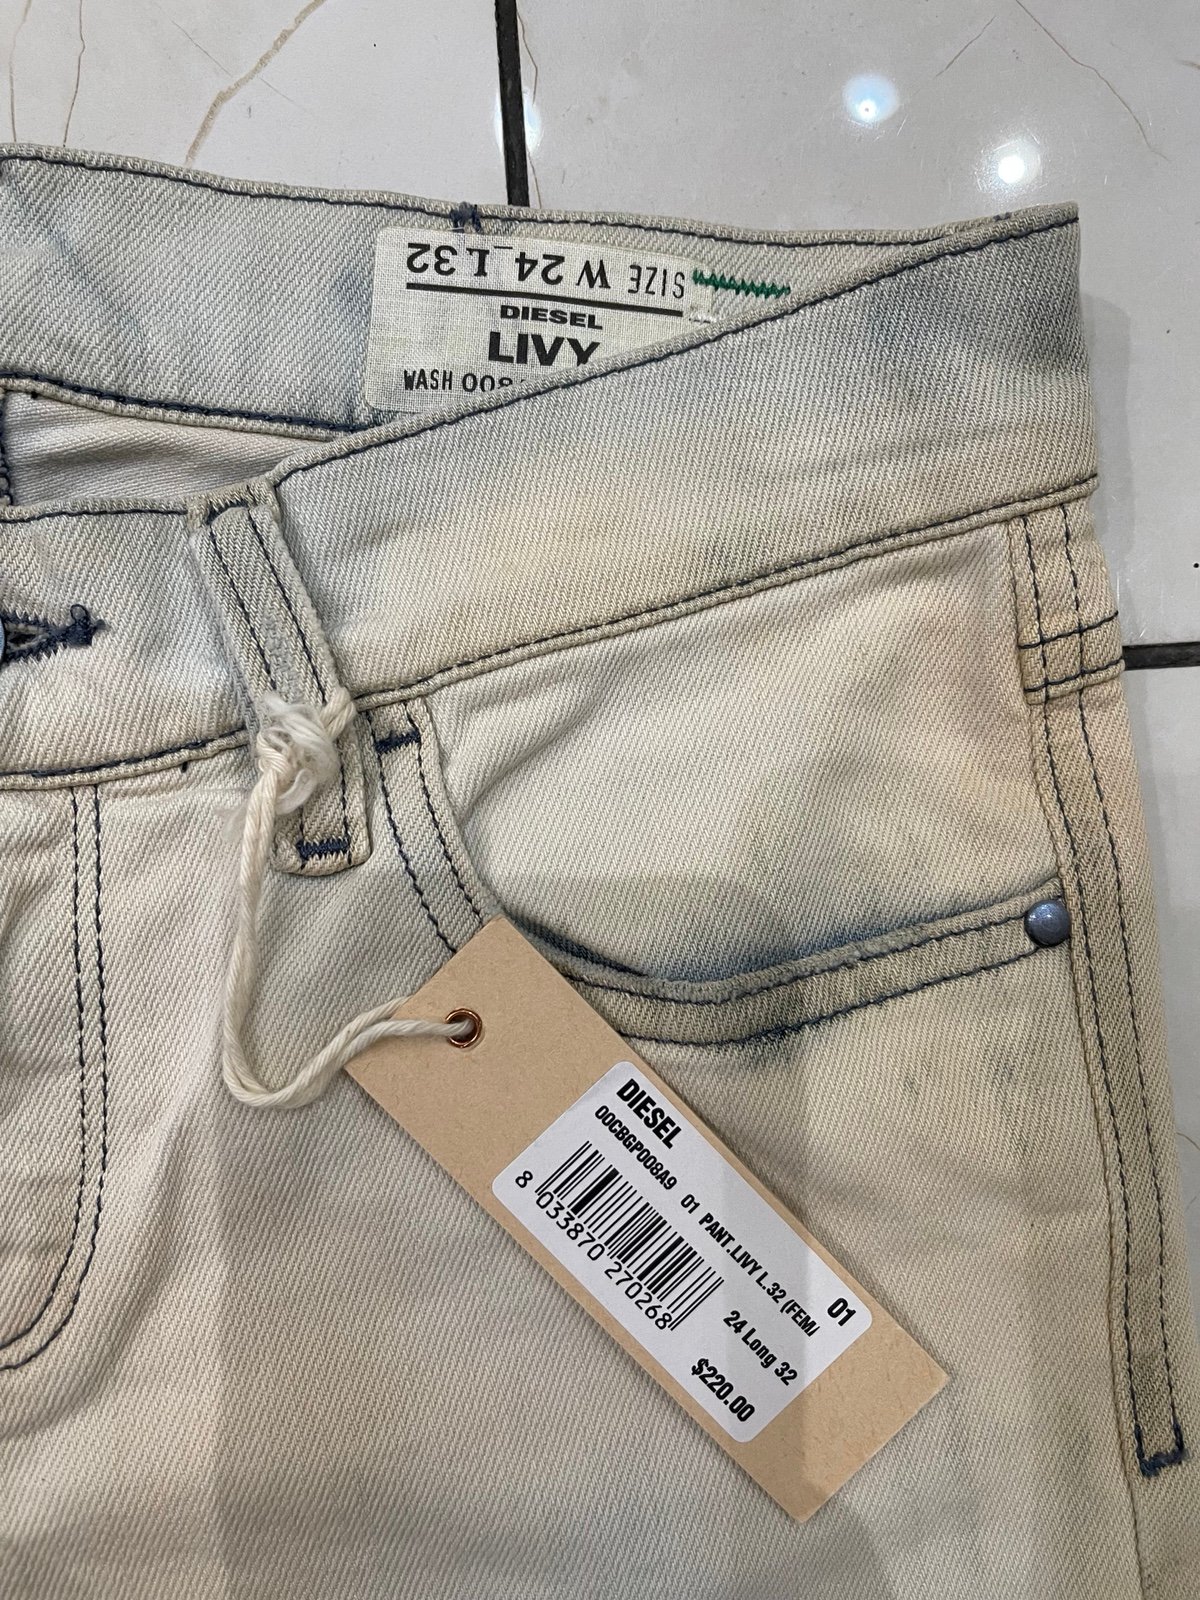 SIZE W 24_L 32
DIESEL
LIVY
WASH
DIESEL
00CBGP008A9 01 PANT.LIVY L.32 (FEM/ 01
8 033870 270268
24 Long 32
$220.00